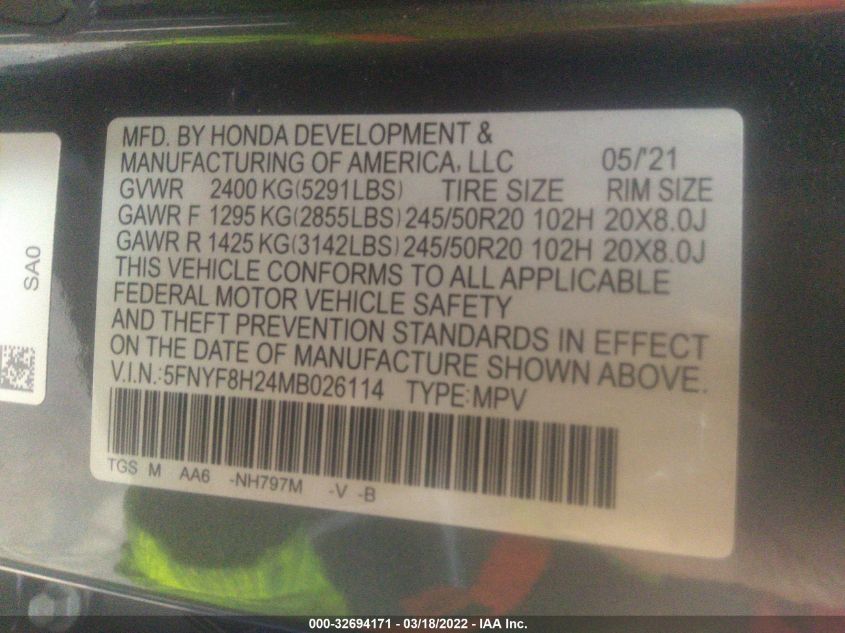 MFD. BY HONDA DEVELOPMENT &
MANUFACTURING OF AMERICA, LLC 05/'21
GVWR 2400 KG(5291LBS) TIRE SIZE RIM SIZE
GAWR F 1295 KG(2855LBS) 245/50R20 102H 20X8.0J
GAWR R 1425 KG(3142LBS) 245/50R20 102H 20X8.0J
THIS VEHICLE CONFORMS TO ALL APPLICABLE
FEDERAL MOTOR VEHICLE SAFETY
AND THEFT PREVENTION STANDARDS IN EFFECT
ON THE DATE OF MANUFACTURE SHOWN ABOVE.
V.I.N.:5FNYF8H24MB026114 TYPE:MPV
TGS M AA6 -NH797M -V -B
SA0
000-32694171 - 03/18/2022 - IAA Inc.